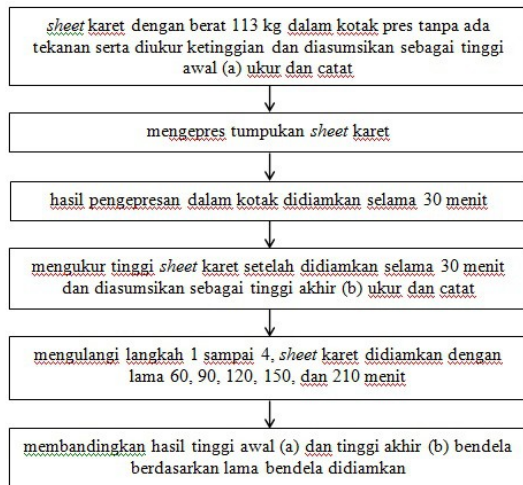 sheet karet dengan berat 113 kg dalam kotak pres tanpa ada
tekanan serta diukur ketinggian dan diasumsikan sebagai tinggi
awal (a) ukur dan catat
mengepres tumpukan sheet karet
hasil pengepresan dalam kotak didiamkan selama 30 menit
mengukur tinggi sheet karet setelah didiamkan selama 30 menit
dan diasumsikan sebagai tinggi akhir (b) ukur dan catat
mengulangi langkah 1 sampai 4, sheet karet didiamkan dengan
lama 60, 90, 120, 150, dan 210 menit
membandingkan hasil tinggi awal (a) dan tinggi akhir (b) bendela
berdasarkan lama bendela didiamkan